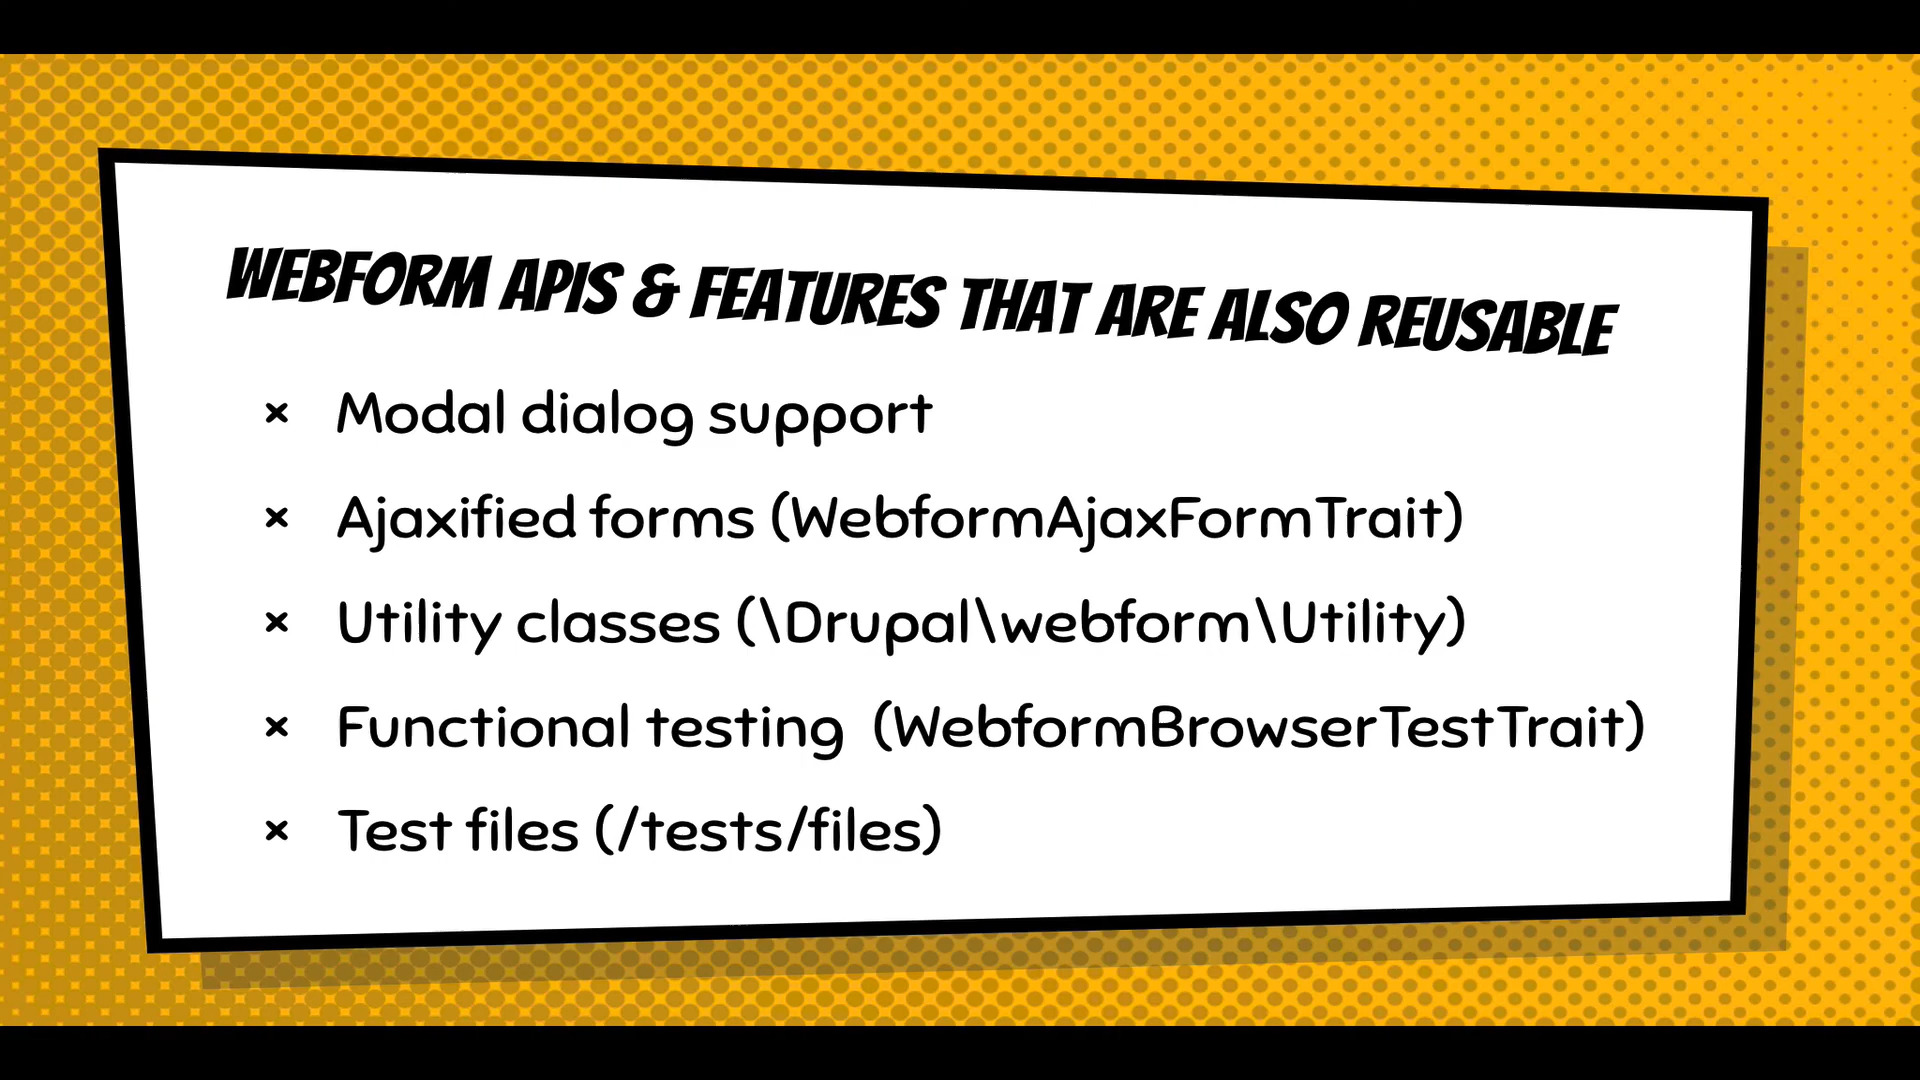 WEBFORM APIS & FEATURES THAT ARE ALSO REUSABLE
× Modal dialog support
× Ajaxified forms (WebformAjaxFormTrait)
× Utility classes (\Drupal\webform\Utility)
× Functional testing  (WebformBrowserTestTrait)
× Test files (/tests/files)